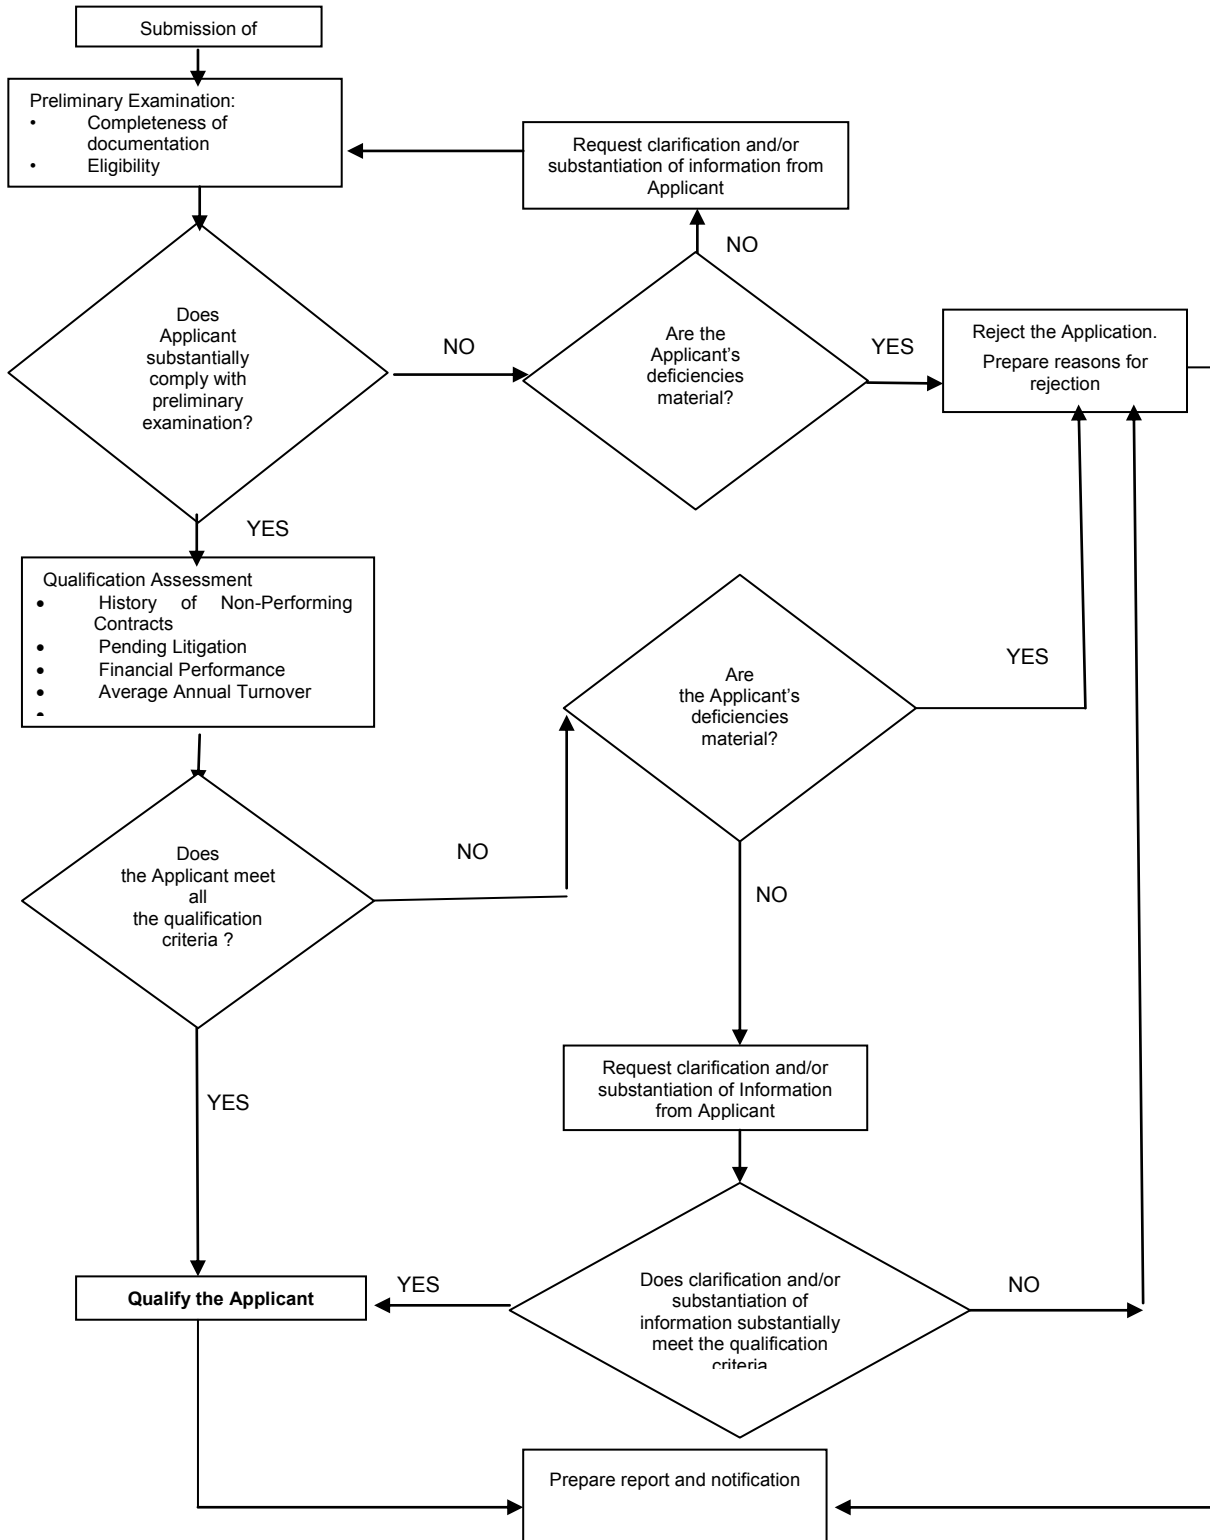 Submission of
Preliminary Examination:
• Completeness of
documentation
• Eligibility
Request clarification and/or
substantiation of information from
Applicant
NO
Does
Applicant
substantially
comply with
preliminary
examination?
NO
Are the
Applicant's
deficiencies
material?
YES
Reject the Application.
Prepare reasons for
rejection
YES
Qualification Assessment
• History of Non-Performing
Contracts
• Pending Litigation
• Financial Performance
• Average Annual Turnover
•
Are
the Applicant's
deficiencies
material?
YES
Does
the Applicant meet
all
the qualification
criteria ?
NO
NO
YES
Request clarification and/or
substantiation of Information
from Applicant
Qualify the Applicant
YES
Does clarification and/or
substantiation of
information substantially
meet the qualification
criteria
NO
Prepare report and notification